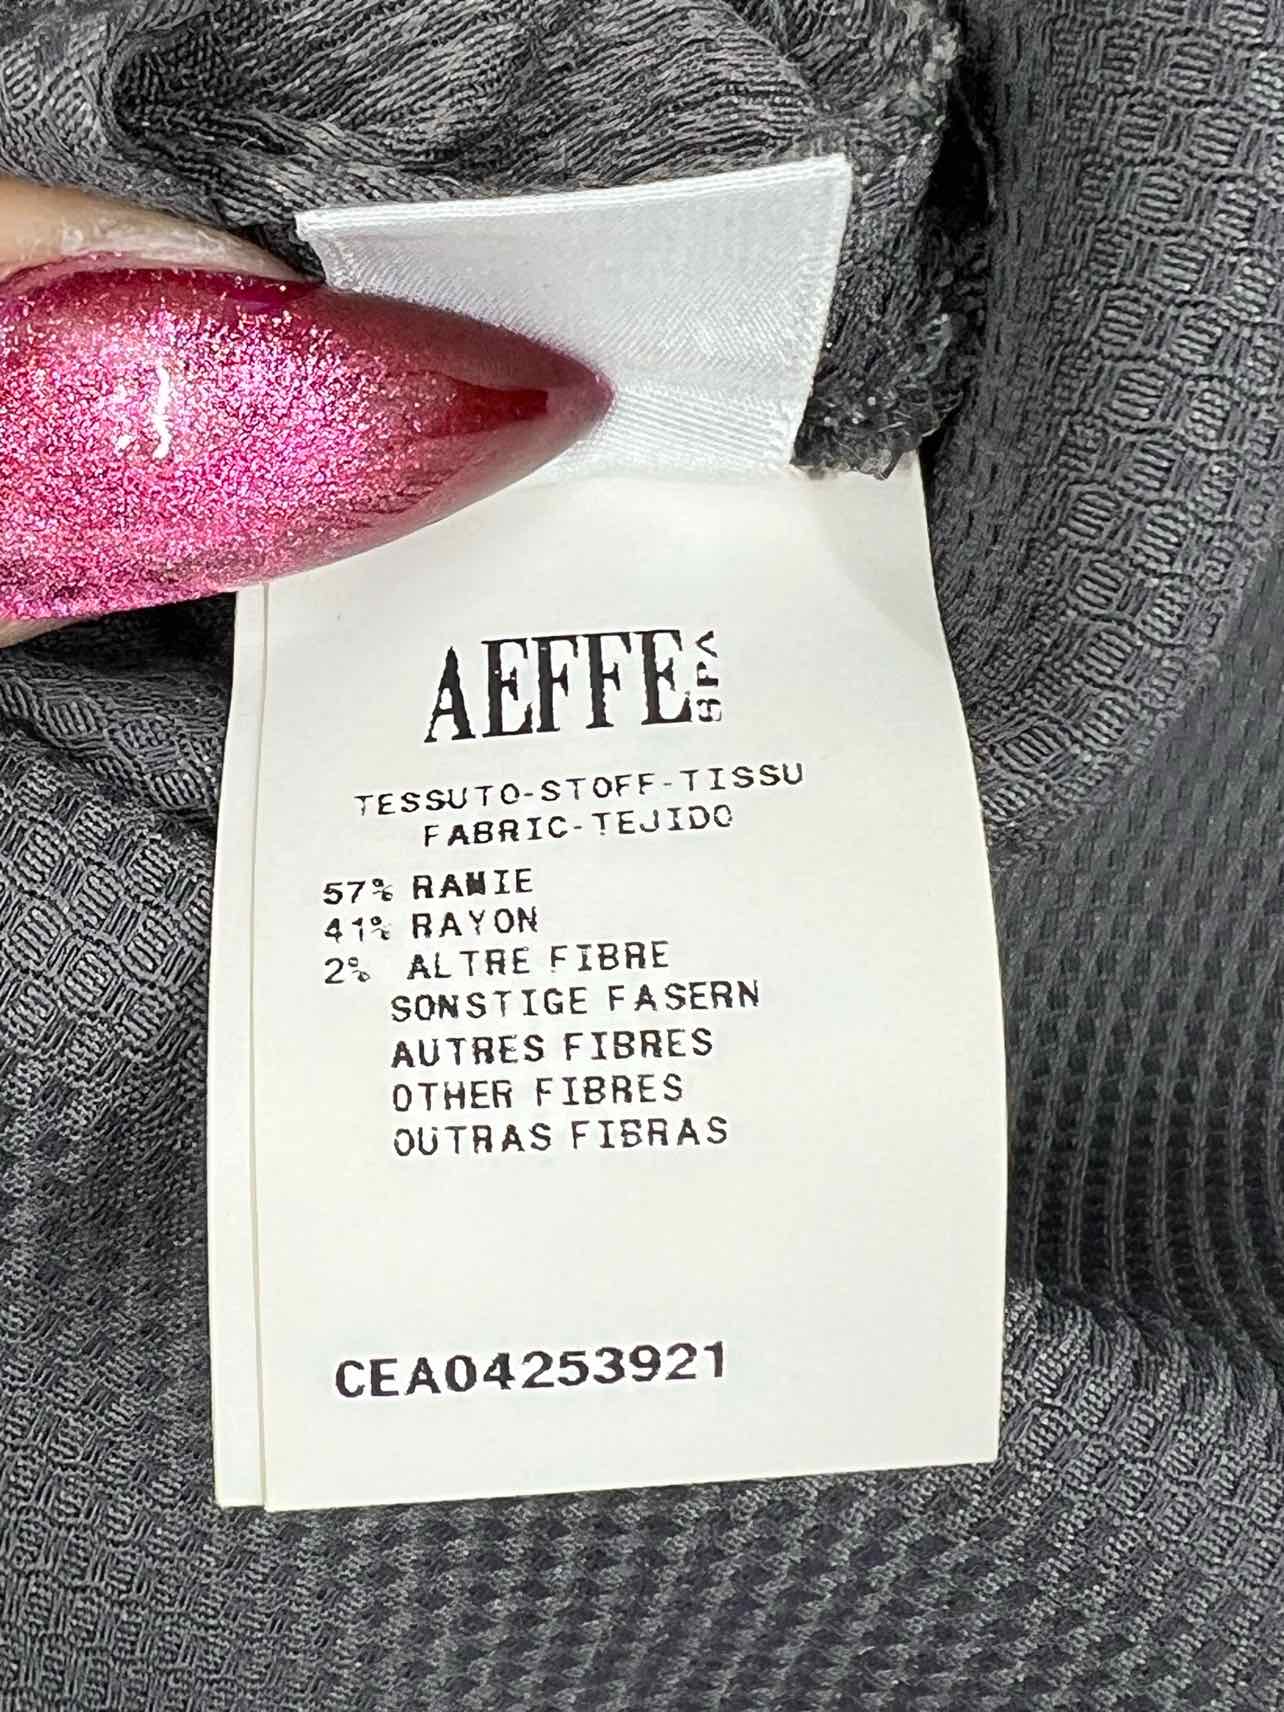 AEFFE SPA
TESSUTO-STOFF-TISSU
FABRIC-TEJIDO
57% RAMIE
41% RAYON
2% ALTRE FIBRE
SONSTIGE FASERN
AUTRES FIBRES
OTHER FIBRES
OUTRAS FIBRAS
CEA04253921